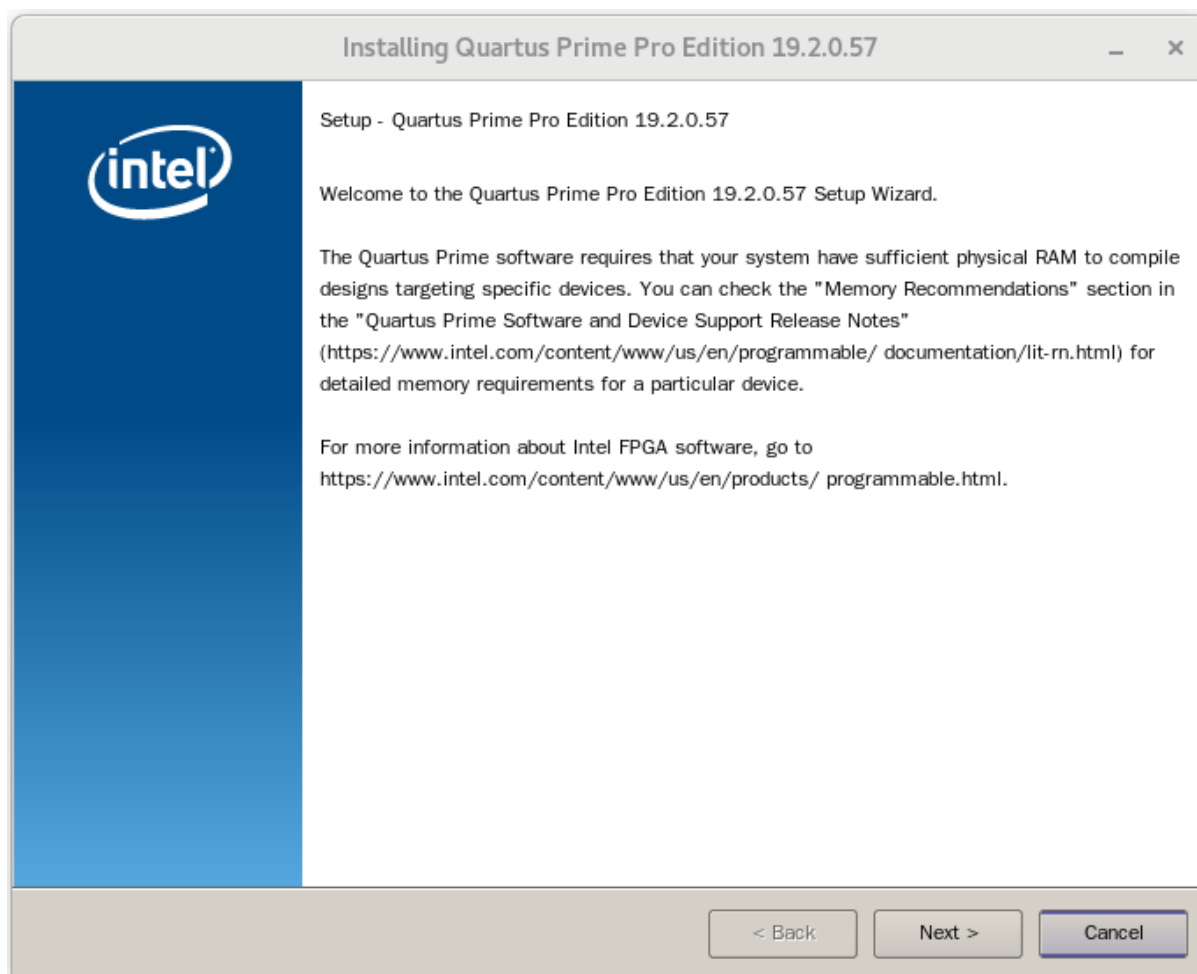 Installing Quartus Prime Pro Edition 19.2.0.57
intel
Setup - Quartus Prime Pro Edition 19.2.0.57
Welcome to the Quartus Prime Pro Edition 19.2.0.57 Setup Wizard.
The Quartus Prime software requires that your system have sufficient physical RAM to compile
designs targeting specific devices. You can check the "Memory Recommendations" section in
the "Quartus Prime Software and Device Support Release Notes"
(https://www.intel.com/content/www/us/en/programmable/ documentation/lit-rn.html) for
detailed memory requirements for a particular device.
For more information about Intel FPGA software, go to
https://www.intel.com/content/www/us/en/products/ programmable.html.
< Back
Next >
Cancel